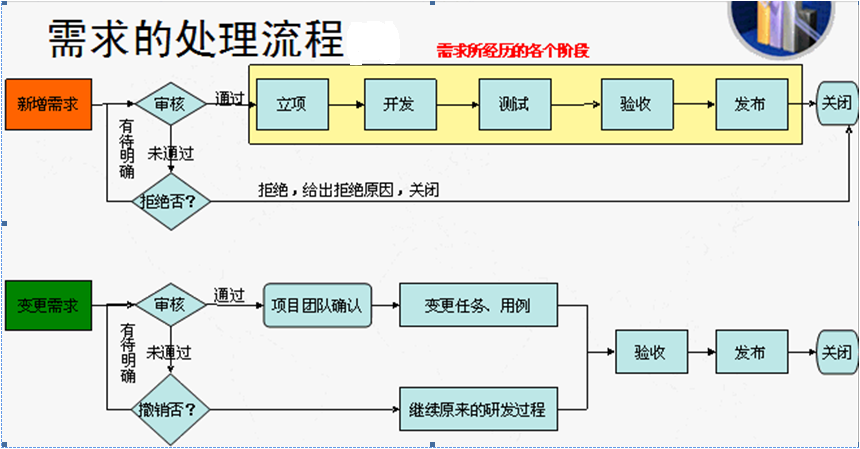 需求的处理流程
需求所经历的各个阶段
新增需求
审核
通过
立项
开发
测试
验收
发布
关闭
有待明确
未通过
拒绝否？
拒绝，给出拒绝原因，关闭
变更需求
审核
通过
项目团队确认
变更任务、用例
有待明确
未通过
验收
发布
关闭
撤销否？
继续原来的研发过程